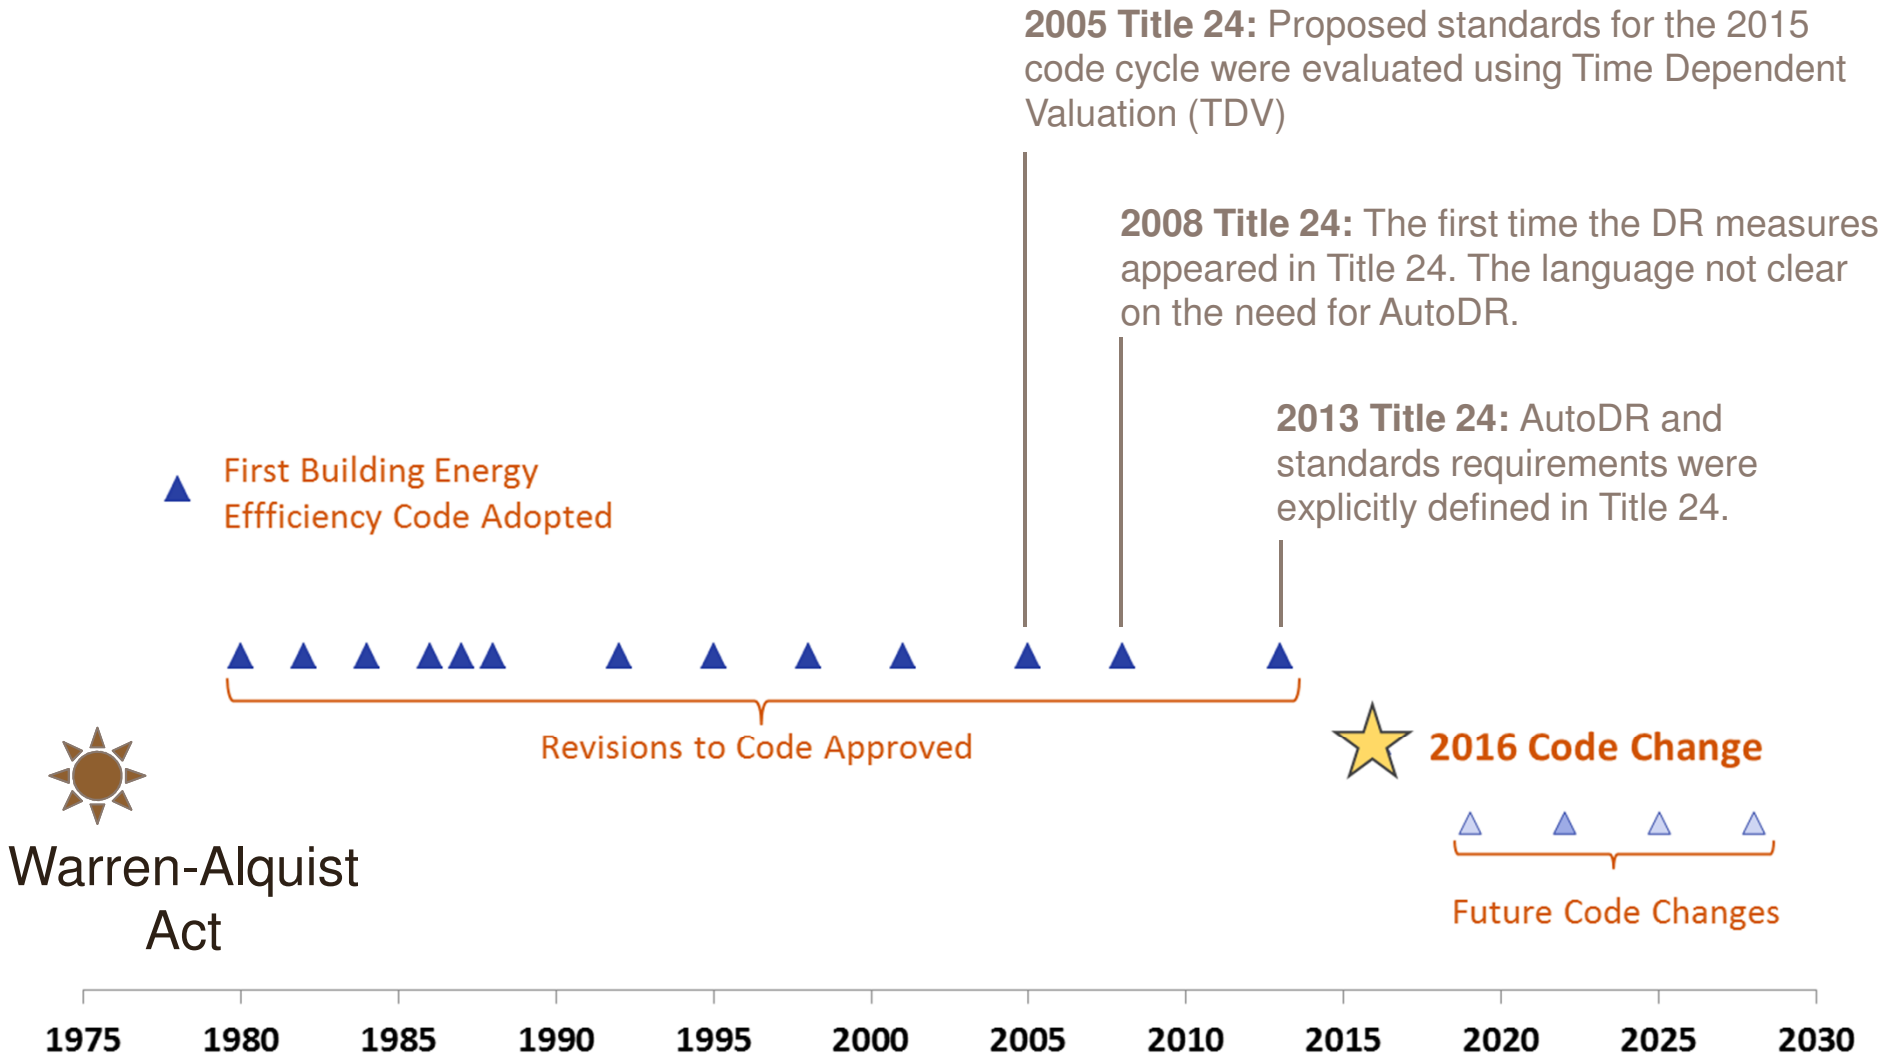 2005 Title 24: Proposed standards for the 2015
code cycle were evaluated using Time Dependent
Valuation (TDV)
2008 Title 24: The first time the DR measures
appeared in Title 24. The language not clear
on the need for AutoDR.
2013 Title 24: AutoDR and
standards requirements were
explicitly defined in Title 24.
First Building Energy
Effficiency Code Adopted
Revisions to Code Approved
2016 Code Change
Warren-Alquist
Act
Future Code Changes
1975 1980 1985 1990 1995 2000 2005 2010 2015 2020 2025 2030